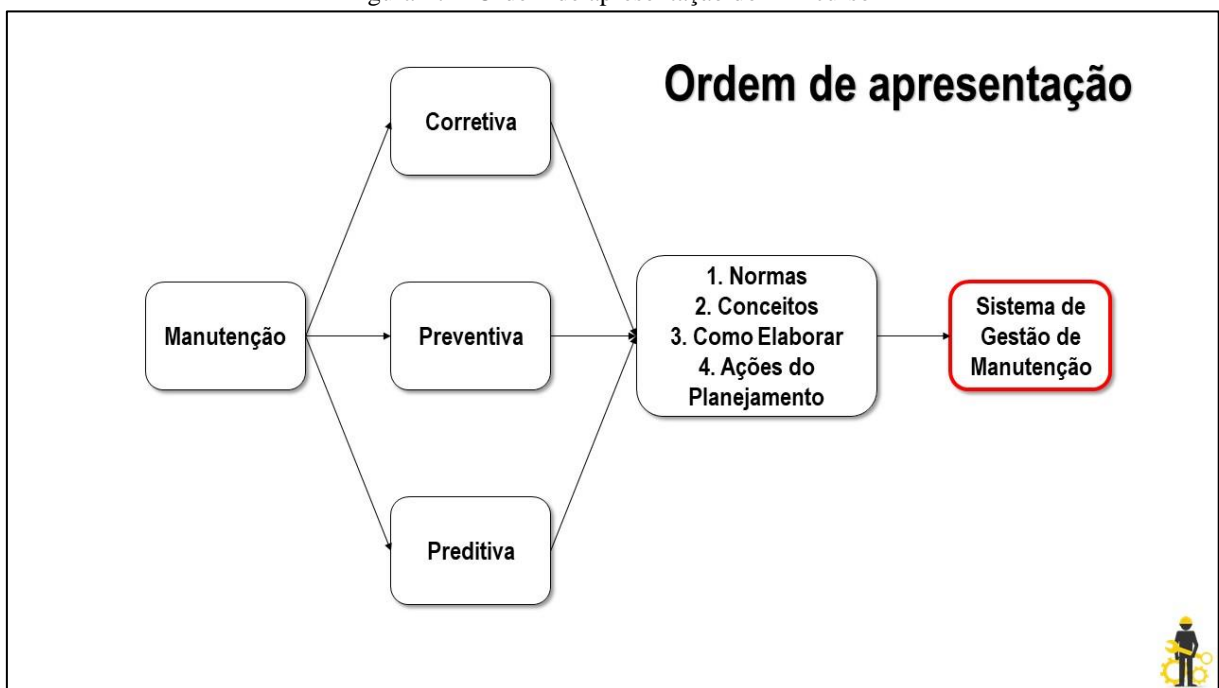 Ordem de apresentação
Corretiva
Manutenção
Preventiva
Preditiva
1. Normas
2. Conceitos
3. Como Elaborar
4. Ações do
Planejamento
Sistema de
Gestão de
Manutenção